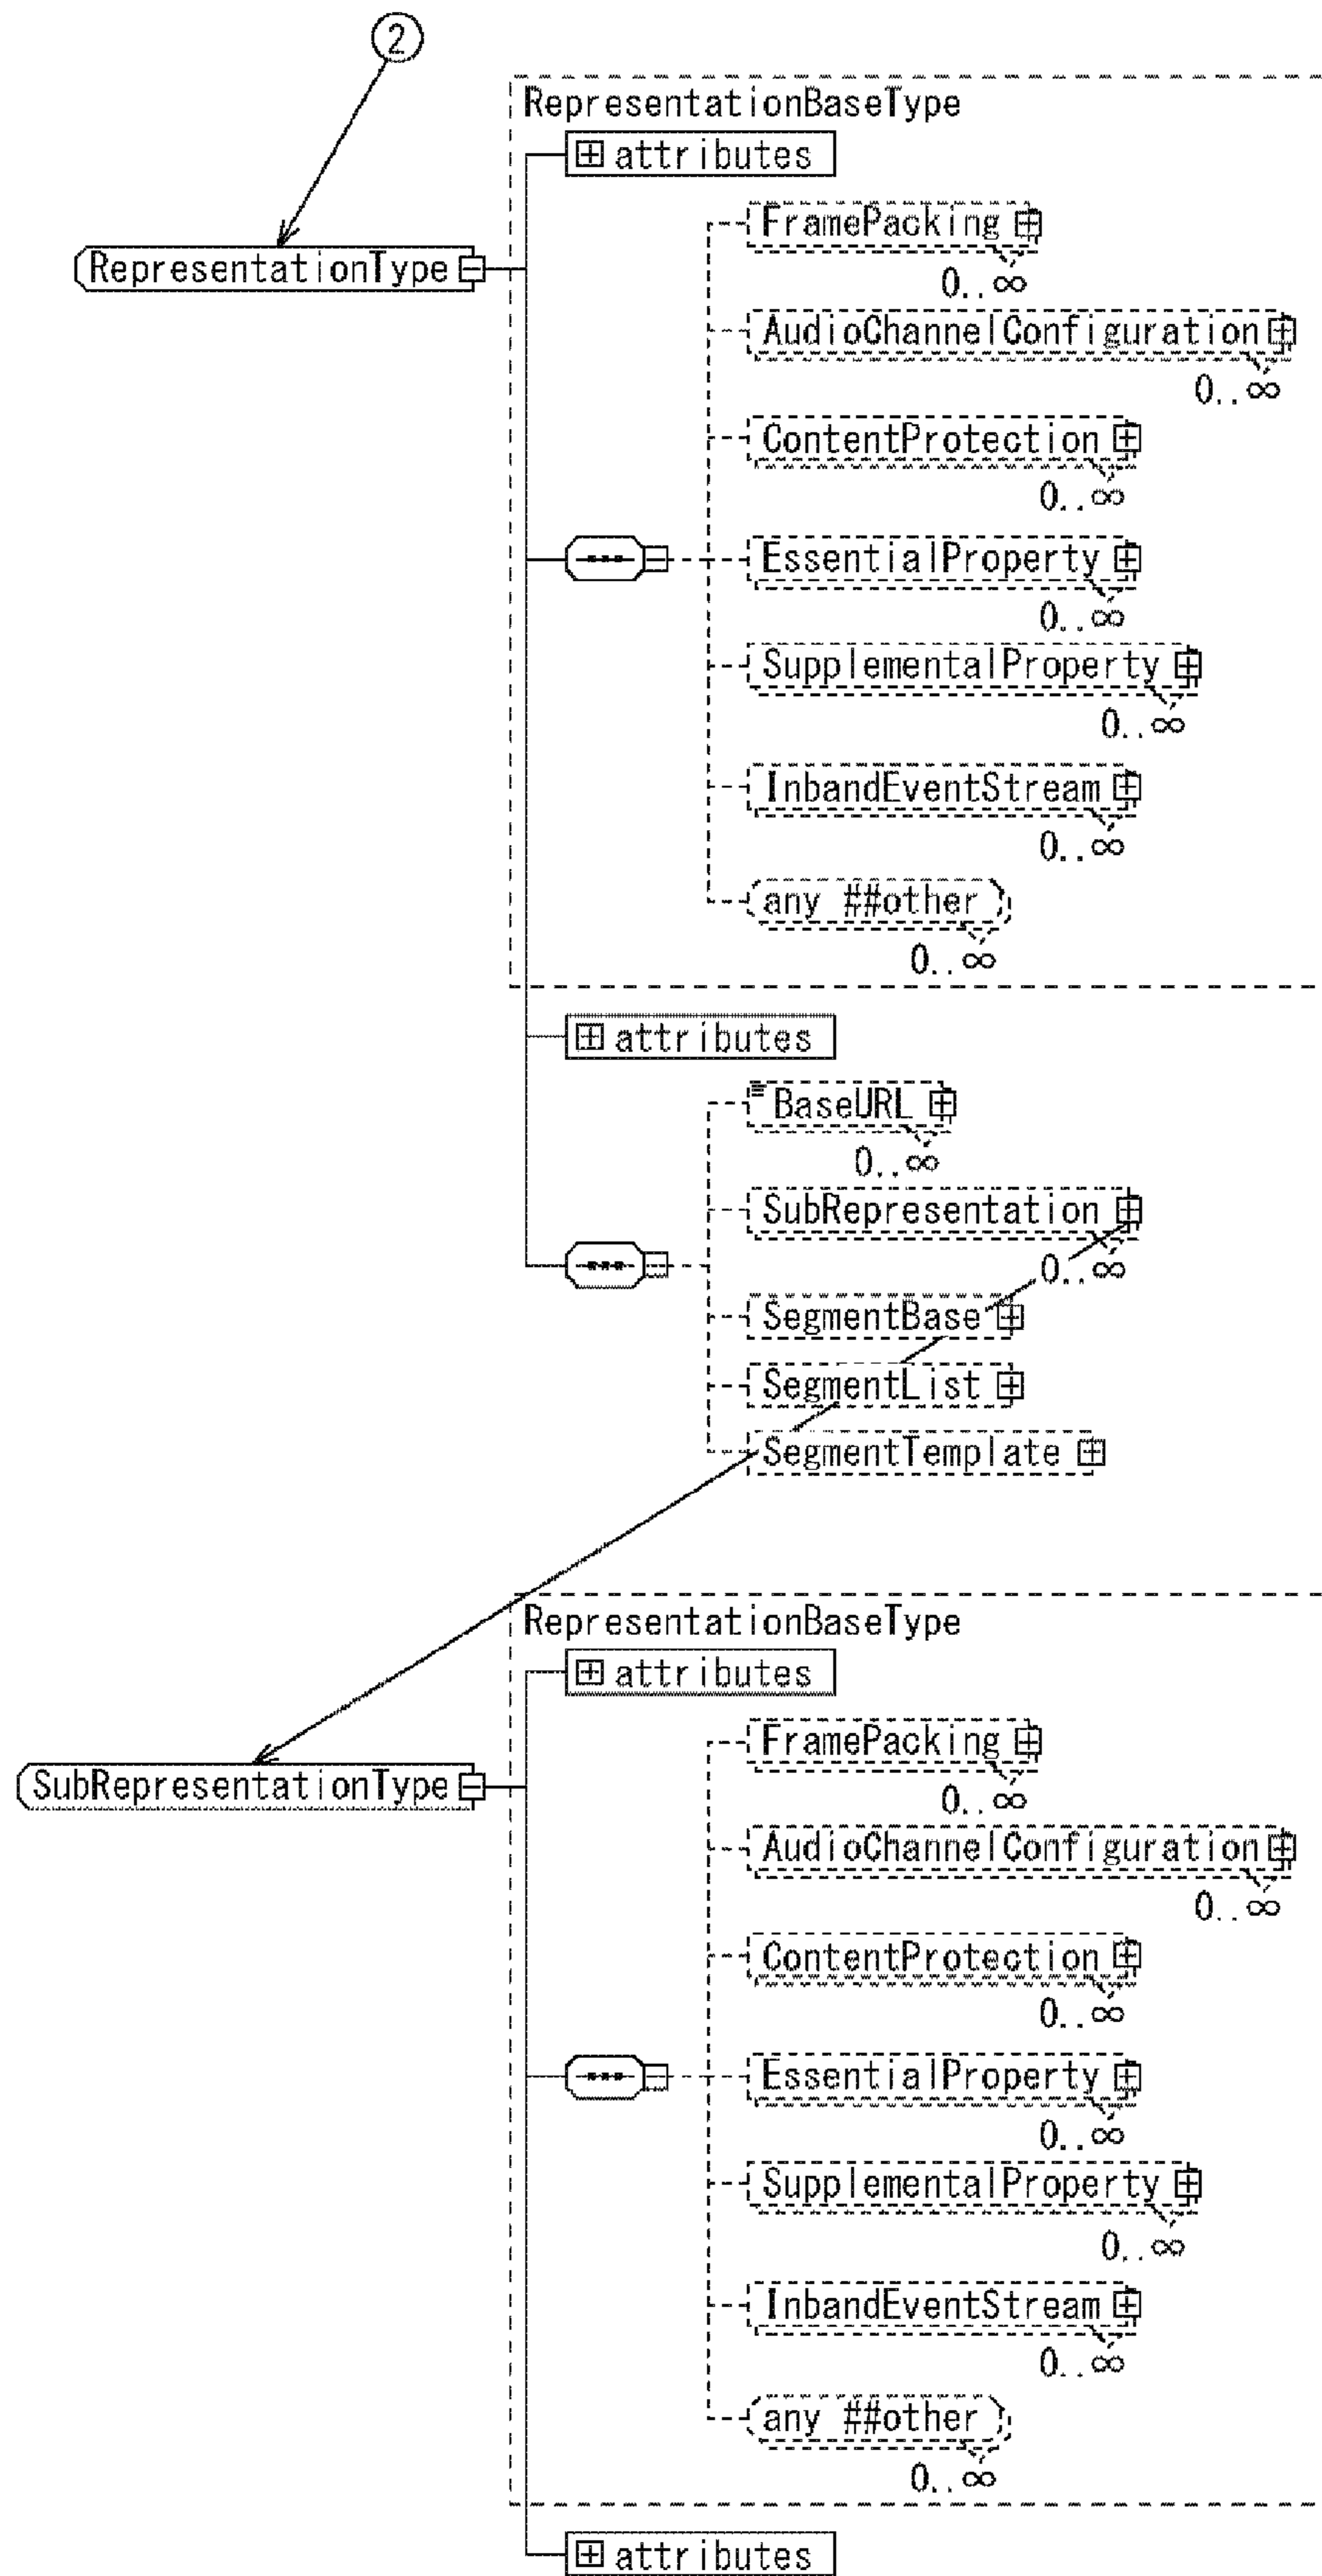 2
RepresentationBaseType
attributes
FramePacking
0..∞
RepresentationType
AudioChannelConfiguration
0..∞
ContentProtection
0..∞
EssentialProperty
0..∞
SupplementalProperty
0..∞
InbandEventStream
0..∞
any ##other
0..∞
attributes
BaseURL
0..∞
SubRepresentation
0..∞
SegmentBase
SegmentList
SegmentTemplate
RepresentationBaseType
attributes
FramePacking
0..∞
SubRepresentationType
AudioChannelConfiguration
0..∞
ContentProtection
0..∞
EssentialProperty
0..∞
SupplementalProperty
0..∞
InbandEventStream
0..∞
any ##other
0..∞
attributes